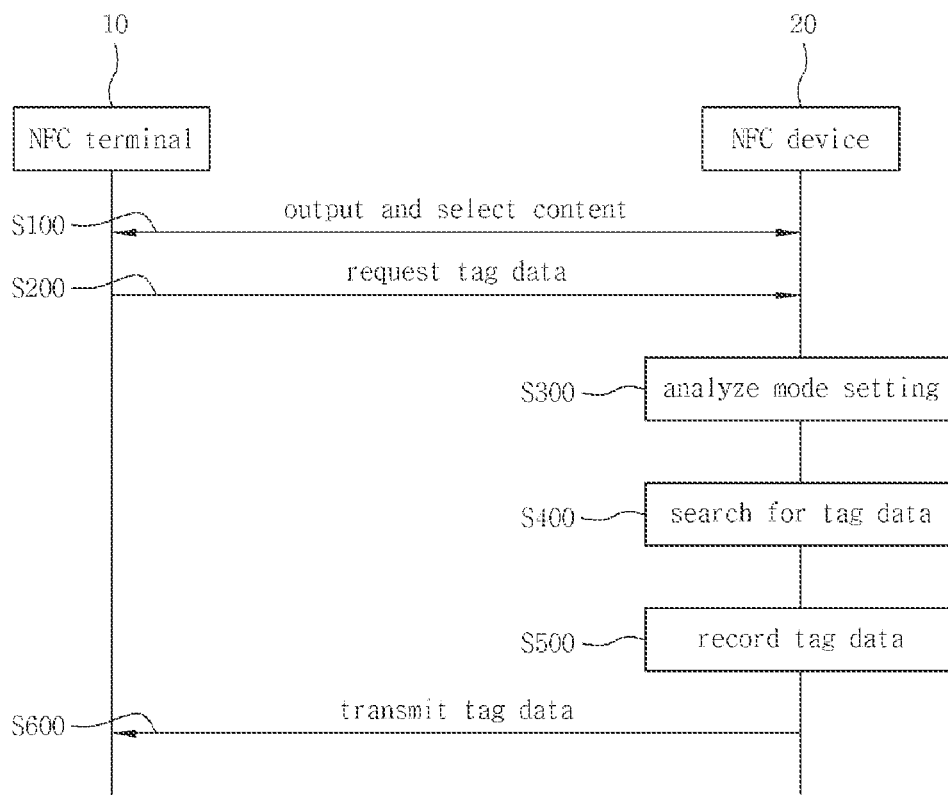 10
20
NFC terminal
NFC device
output and select content
S100
request tag data
S200
S300
analyze mode setting
S400
search for tag data
S500
record tag data
transmit tag data
S600